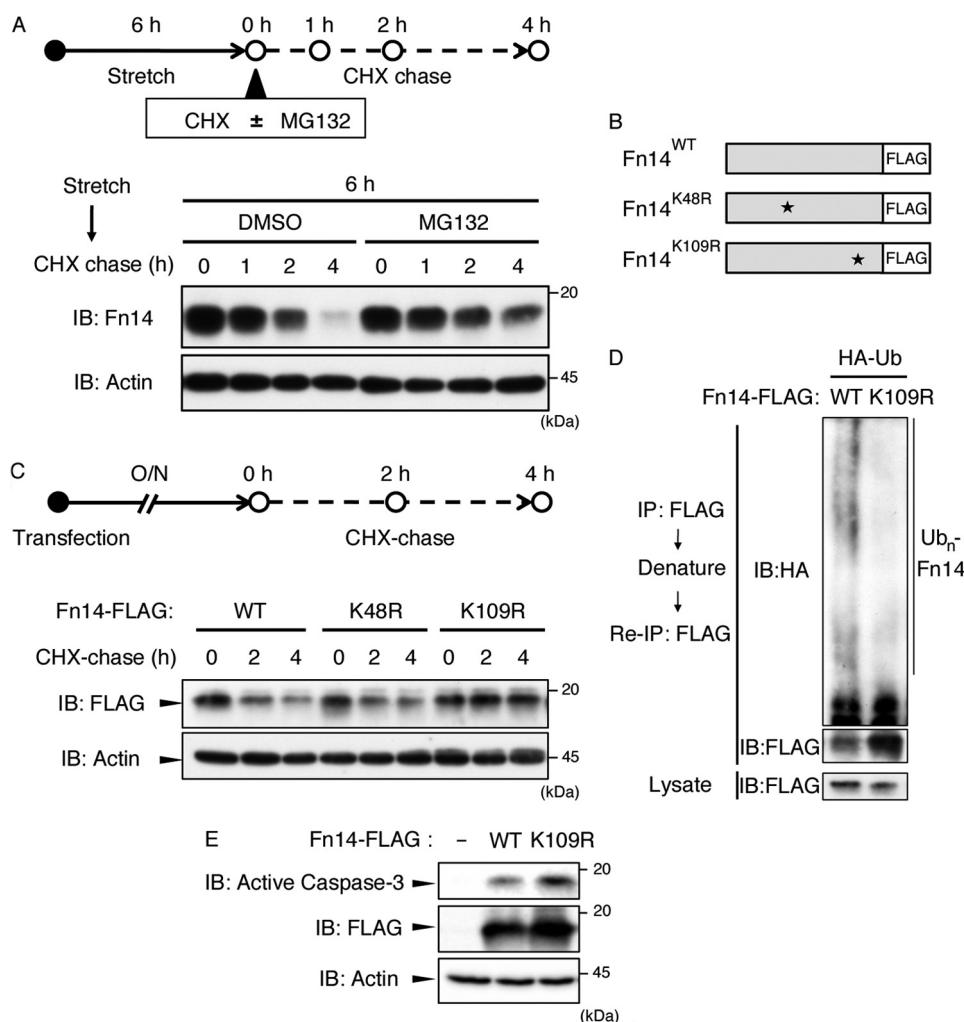 A
6 h
0 h
1 h
2 h
4 h
Stretch
CHX chase
CHX ± MG132
Stretch
6 h
DMSO
MG132
CHX chase (h)
0 1 2 4 0 1 2 4
IB: Fn14
20
IB: Actin
45
(kDa)
B
Fn14WT
FLAG
Fn14K48R
★
FLAG
Fn14K109R
★
FLAG
C
O/N
0 h
2 h
4 h
Transfection
CHX-chase
Fn14-FLAG:
WT
K48R
K109R
CHX-chase (h)
0 2 4 0 2 4 0 2 4
IB: FLAG
20
IB: Actin
45
(kDa)
D
HA-Ub
Fn14-FLAG: WT K109R
IP: FLAG
Denature
Re-IP: FLAG
IB:HA
Ubn-
Fn14
IB:FLAG
Lysate
IB:FLAG
E
Fn14-FLAG : – WT K109R
IB: Active Caspase-3
20
IB: FLAG
20
IB: Actin
45
(kDa)